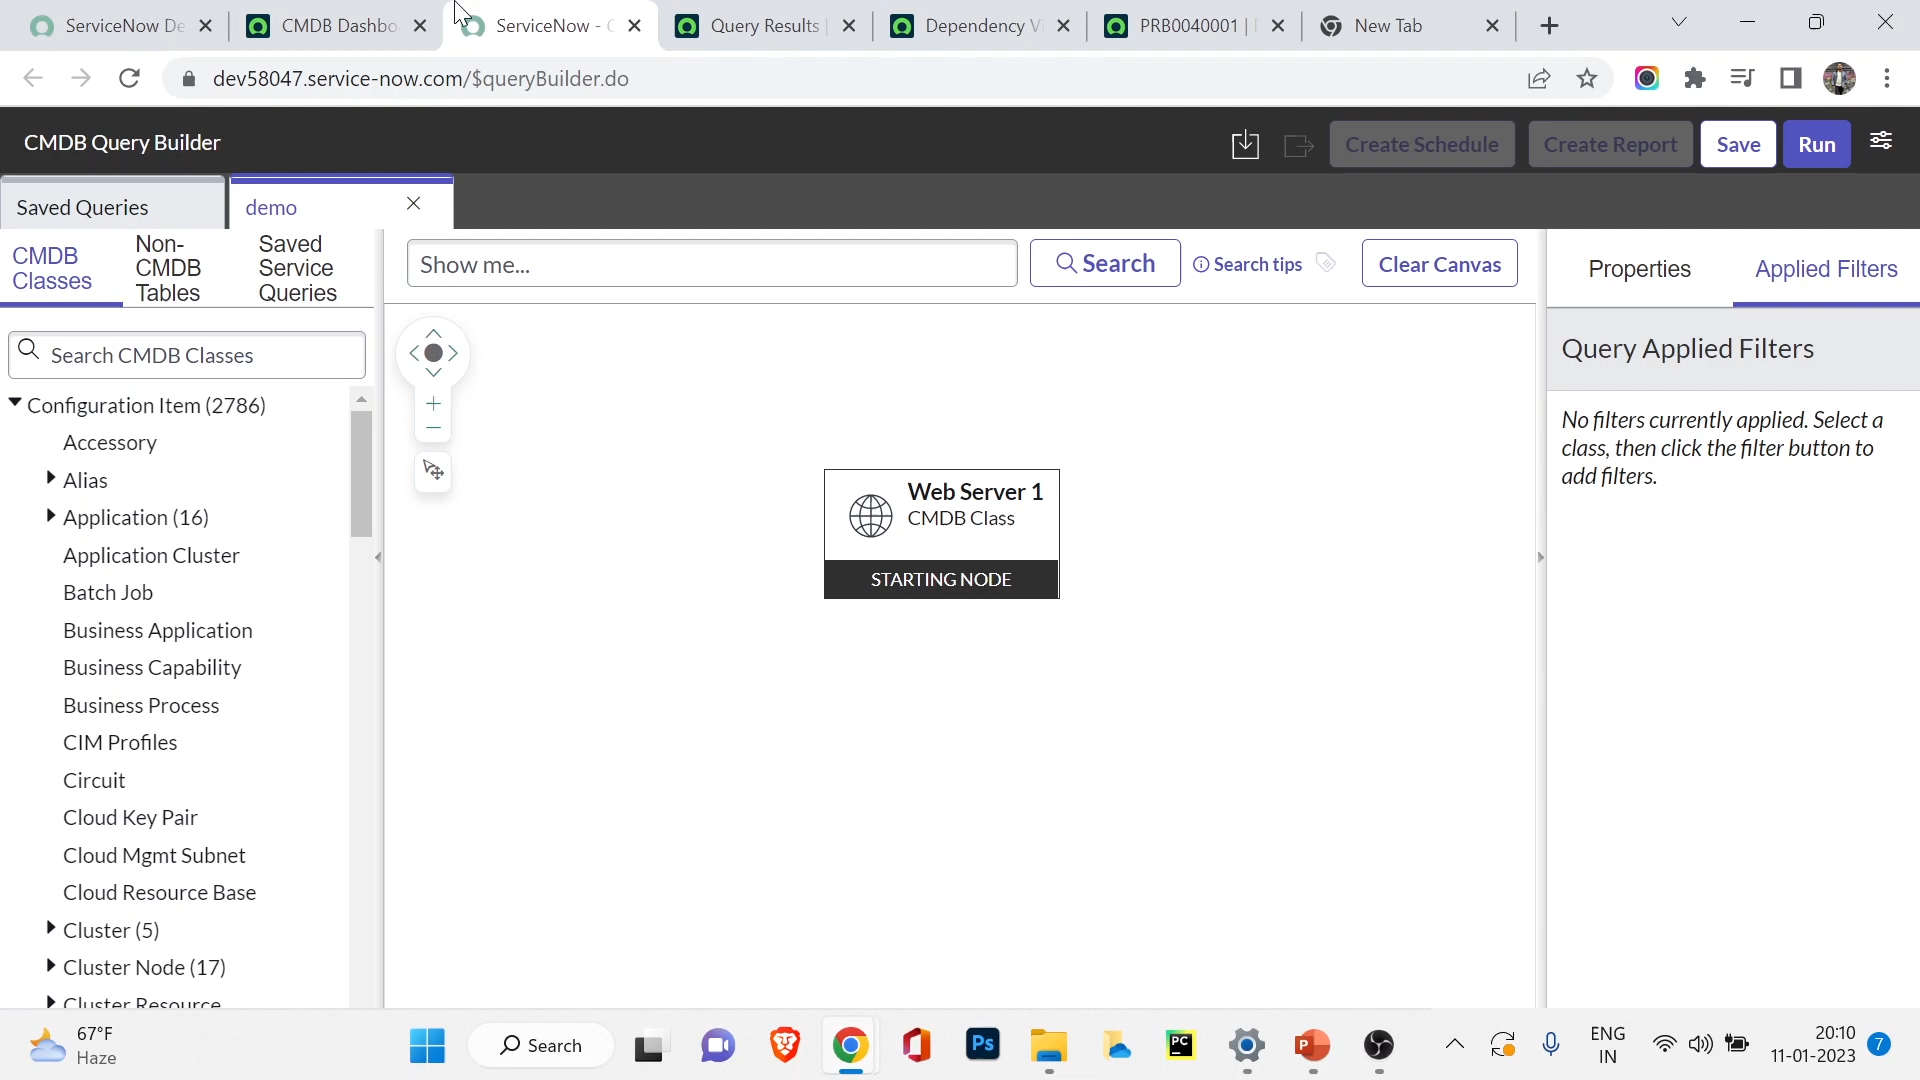 ServiceNow De
CMDB Dashbo
ServiceNow - C
Query Results |
Dependency Vi
PRB0040001 | P
New Tab
dev58047.service-now.com/$queryBuilder.do
CMDB Query Builder
Create Schedule
Create Report
Save
Run
Saved Queries
demo
CMDB
Classes
Non-
CMDB
Tables
Saved
Service
Queries
Show me...
Search
Search tips
Clear Canvas
Properties
Applied Filters
Search CMDB Classes
Query Applied Filters
No filters currently applied. Select a
class, then click the filter button to
add filters.
Configuration Item (2786)
Accessory
Alias
Application (16)
Application Cluster
Batch Job
Business Application
Business Capability
Business Process
CIM Profiles
Circuit
Cloud Key Pair
Cloud Mgmt Subnet
Cloud Resource Base
Cluster (5)
Cluster Node (17)
Cluster Resource
Web Server 1
CMDB Class
STARTING NODE
67°F
Haze
Search
Ps
PC
P
ENG
IN
20:10
11-01-2023
7